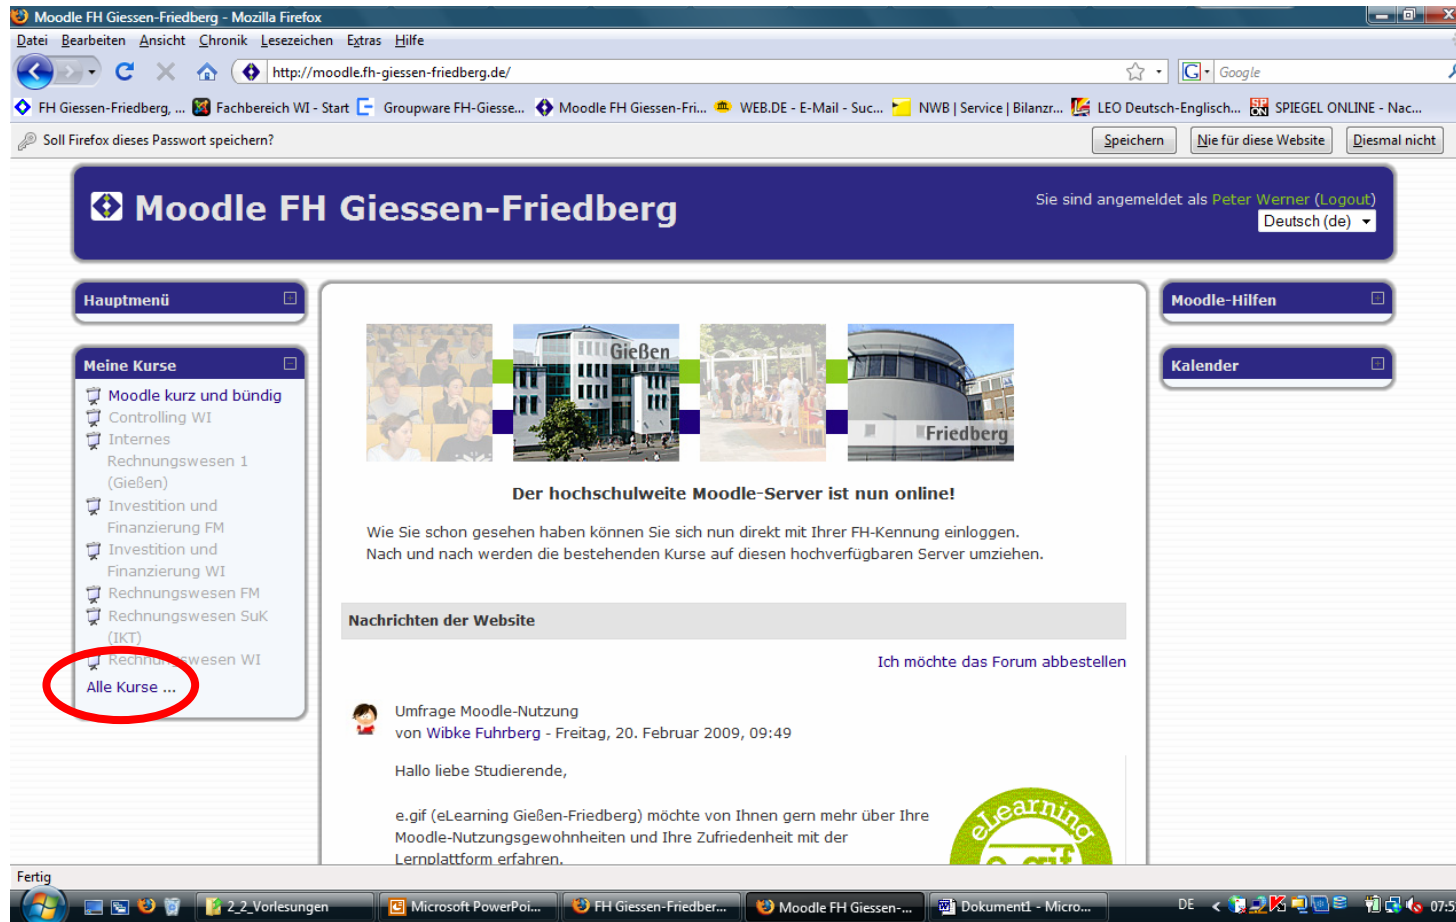 Moodle FH Giessen-Friedberg - Mozilla Firefox
Datei Bearbeiten Ansicht Chronik Lesezeichen Extras Hilfe
http://moodle.fh-giessen-friedberg.de/ Google
FH Giessen-Friedberg, ... Fachbereich WI - Start Groupware FH-Giesse... Moodle FH Giessen-Fri... WEB.DE - E-Mail - Suc... NWB | Service | Bilanzr... LEO Deutsch-Englisch... SPIEGEL ONLINE - Nac...
Soll Firefox dieses Passwort speichern? Speichern Nie für diese Website Diesmal nicht
Moodle FH Giessen-Friedberg
Sie sind angemeldet als Peter Werner (Logout)
Deutsch (de)
Hauptmenü
Meine Kurse
Moodle kurz und bündig
Controlling WI
Internes
Rechnungswesen 1
(Gießen)
Investition und
Finanzierung FM
Investition und
Finanzierung WI
Rechnungswesen FM
Rechnungswesen SuK
(IKT)
Rechnungswesen WI
Alle Kurse ...
Gießen
Friedberg
Der hochschulweite Moodle-Server ist nun online!
Wie Sie schon gesehen haben können Sie sich nun direkt mit Ihrer FH-Kennung einloggen.
Nach und nach werden die bestehenden Kurse auf diesen hochverfügbaren Server umziehen.
Nachrichten der Website
Ich möchte das Forum abbestellen
Umfrage Moodle-Nutzung
von Wibke Fuhrberg - Freitag, 20. Februar 2009, 09:49
Hallo liebe Studierende,
e.gif (eLearning Gießen-Friedberg) möchte von Ihnen gern mehr über Ihre
Moodle-Nutzungsgewohnheiten und Ihre Zufriedenheit mit der
Lernplattform erfahren.
eLearning
e.gif
Moodle-Hilfen
Kalender
Fertig
2_2_Vorlesungen Microsoft PowerPoi... FH Giessen-Friedber... Moodle FH Giessen-... Dokument1 - Micro... DE